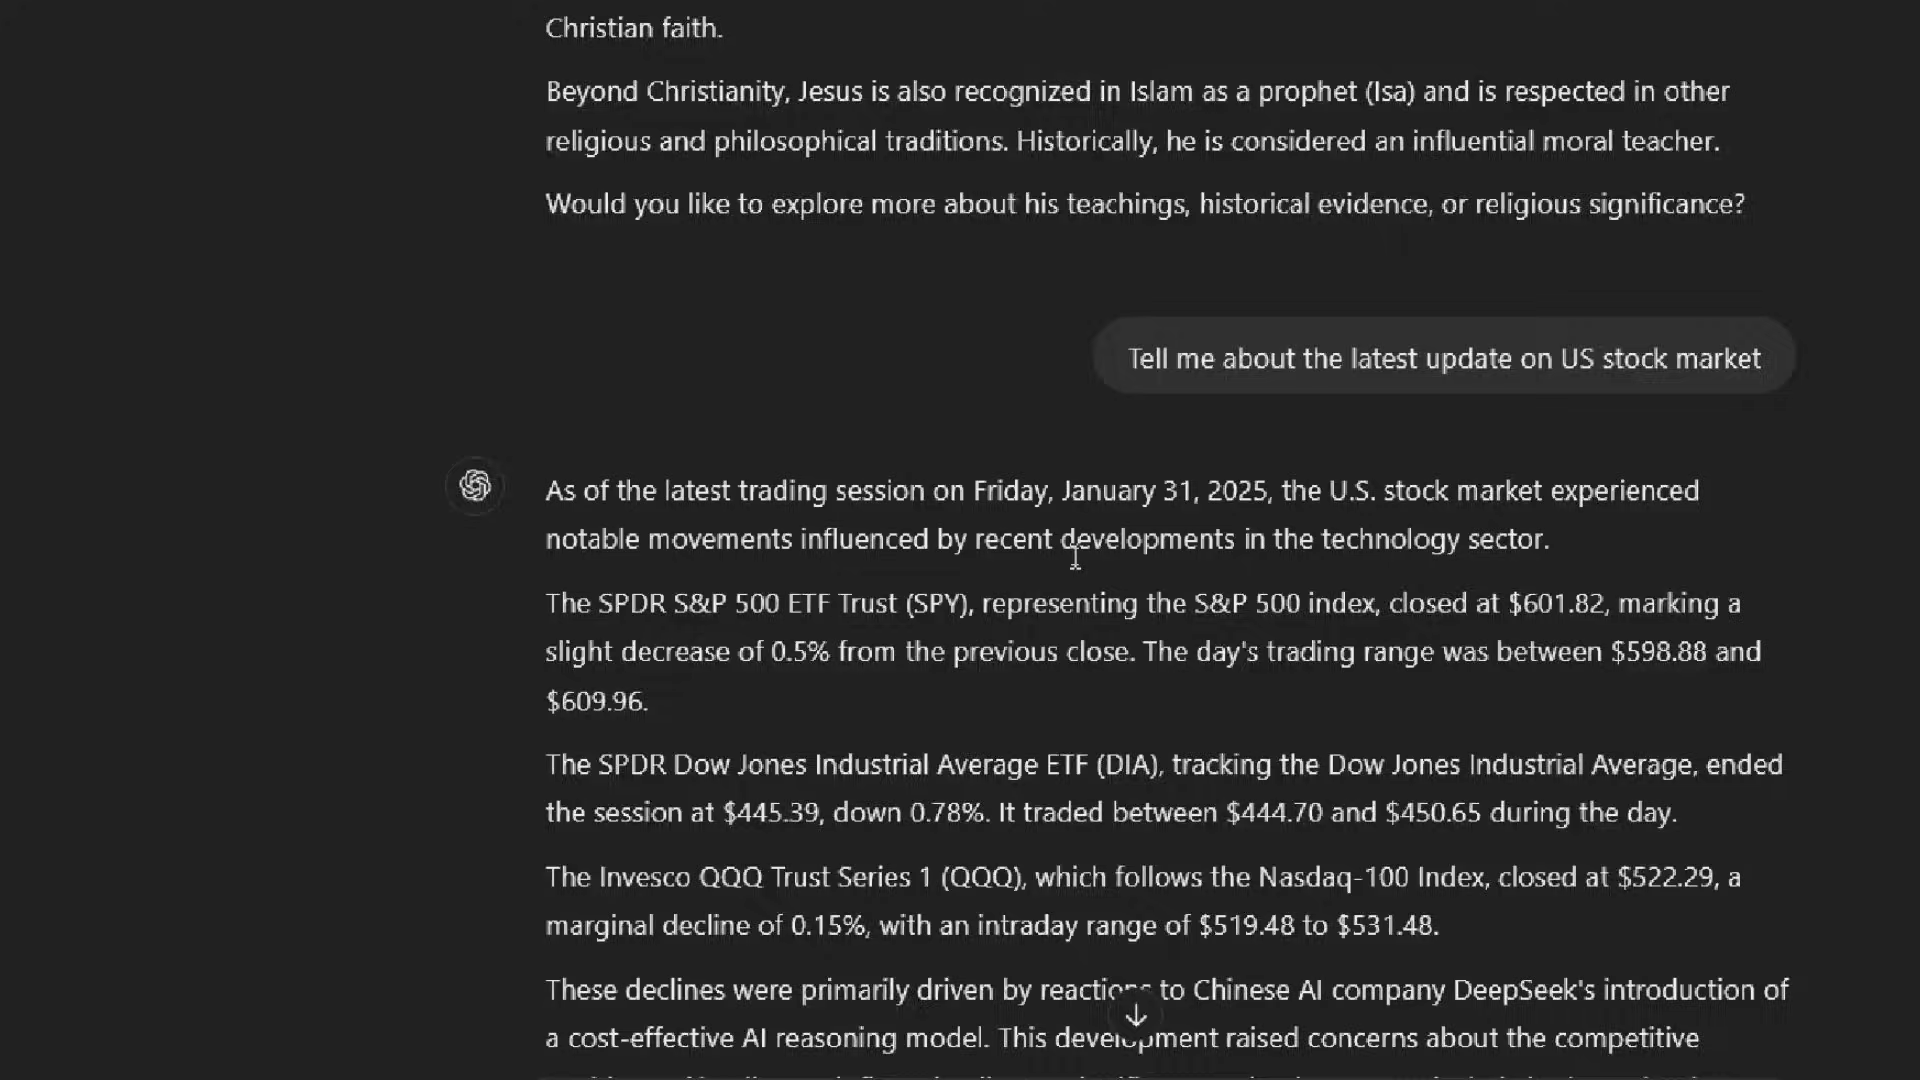 Christian faith.
Beyond Christianity, Jesus is also recognized in Islam as a prophet (Isa) and is respected in other
religious and philosophical traditions. Historically, he is considered an influential moral teacher.
Would you like to explore more about his teachings, historical evidence, or religious significance?
Tell me about the latest update on US stock market
As of the latest trading session on Friday, January 31, 2025, the U.S. stock market experienced
notable movements influenced by recent developments in the technology sector.
The SPDR S&P 500 ETF Trust (SPY), representing the S&P 500 index, closed at $601.82, marking a
slight decrease of 0.5% from the previous close. The day's trading range was between $598.88 and
$609.96.
The SPDR Dow Jones Industrial Average ETF (DIA), tracking the Dow Jones Industrial Average, ended
the session at $445.39, down 0.78%. It traded between $444.70 and $450.65 during the day.
The Invesco QQQ Trust Series 1 (QQQ), which follows the Nasdaq-100 Index, closed at $522.29, a
marginal decline of 0.15%, with an intraday range of $519.48 to $531.48.
These declines were primarily driven by reactions to Chinese AI company DeepSeek's introduction of
a cost-effective AI reasoning model. This development raised concerns about the competitive